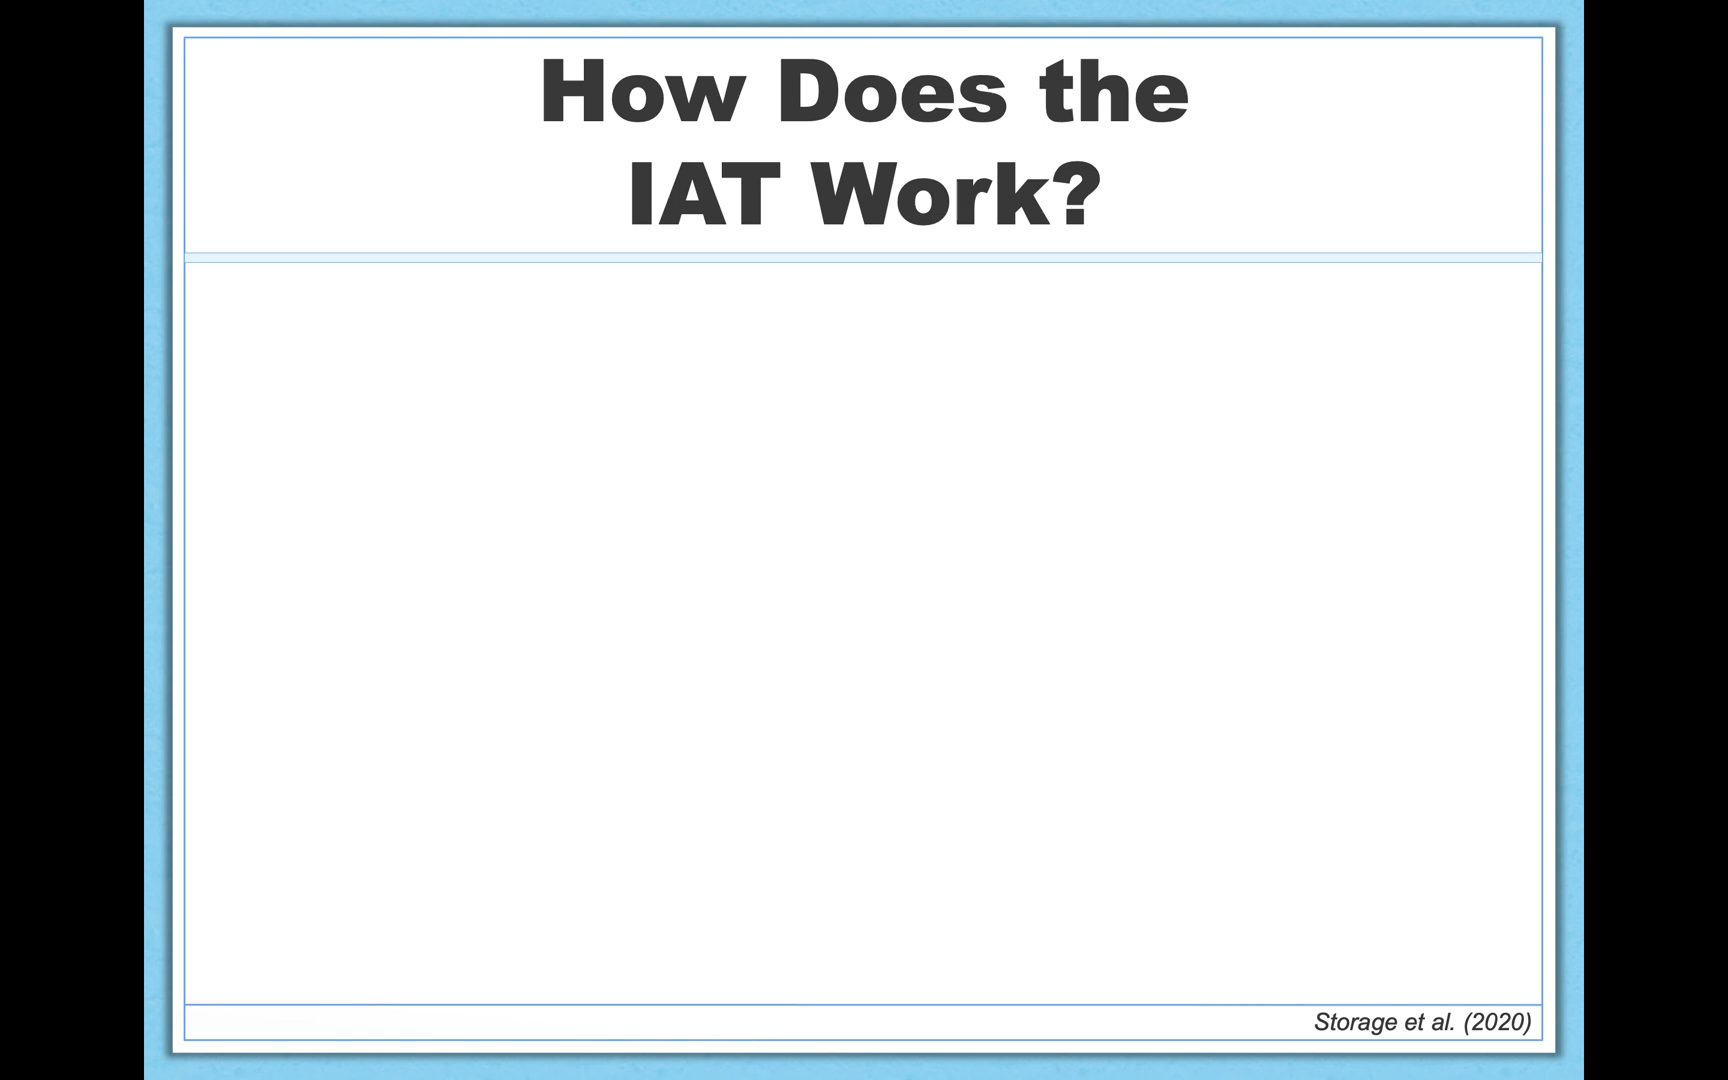 How Does the
IAT Work?
Storage et al. (2020)